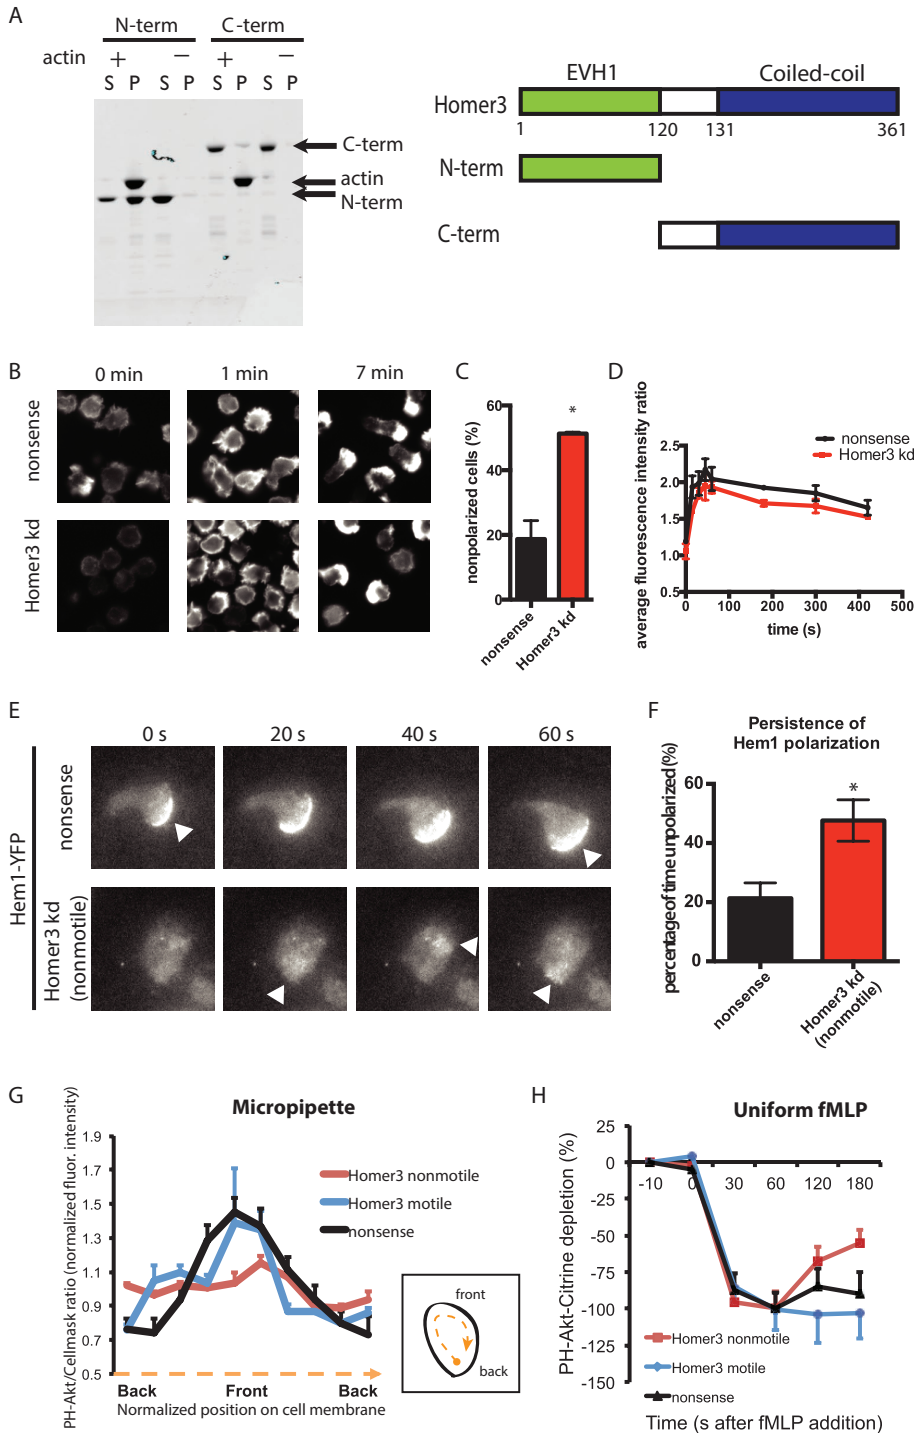 A
N-term C-term
actin + − + −
S P S P S P S P
C-term
actin
N-term
EVH1 Coiled-coil
Homer3
1 120 131 361
N-term
C-term
B
0 min 1 min 7 min
nonsense
Homer3 kd
C
nonpolarized cells (%)
60
40
20
0
*
nonsense
Homer3 kd
D
average fluorescence intensity ratio
2.5
2.0
1.5
1.0
0.5
nonsense
Homer3 kd
0 100 200 300 400 500
time (s)
E
0 s 20 s 40 s 60 s
Hem1-YFP
nonsense
Homer3 kd
(nonmotile)
F
Persistence of
Hem1 polarization
percentage of time unpolarized (%)
60
40
20
0
*
nonsense
Homer3 kd
(nonmotile)
G
Micropipette
PH-Akt/Cellmask ratio (normalized fluor. intensity)
1.9
1.7
1.5
1.3
1.1
0.9
0.7
0.5
Homer3 nonmotile
Homer3 motile
nonsense
Back Front Back
Normalized position on cell membrane
front
back
H
Uniform fMLP
PH-Akt-Citrine depletion (%)
25
0
-25
-50
-75
-100
-125
-150
-10 0 30 60 120 180
Homer3 nonmotile
Homer3 motile
nonsense
Time (s after fMLP addition)